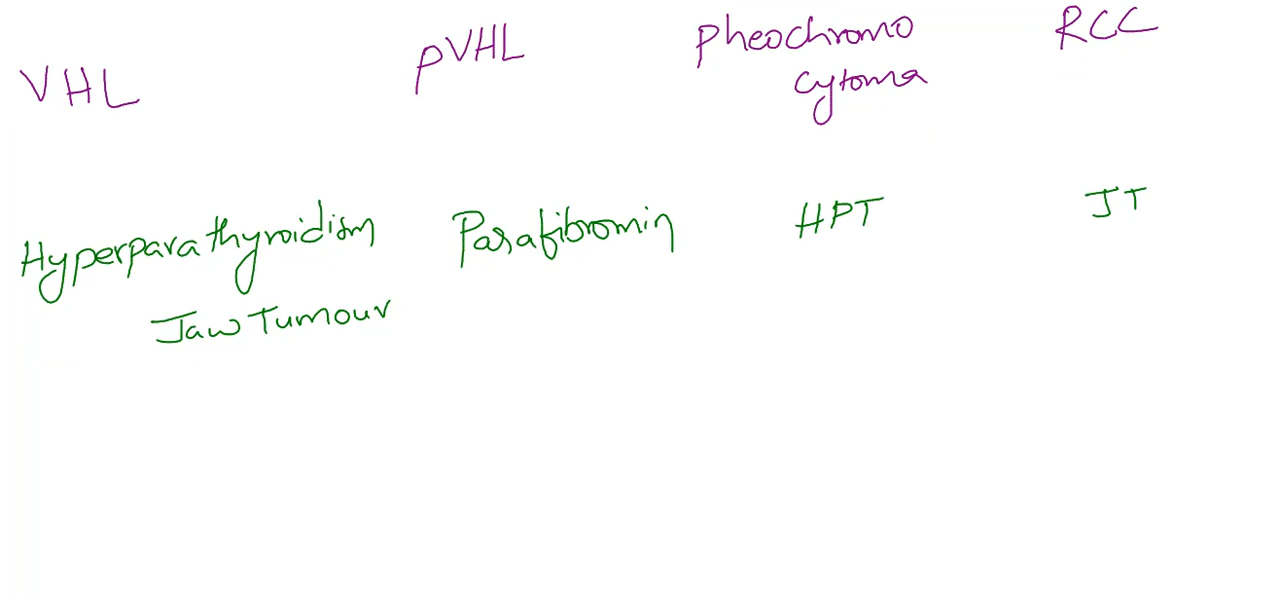 VHL pVHL Pheochromo RCC
cytoma
Hyperparathyroidism Parafibromin HPT JT
Jaw Tumour